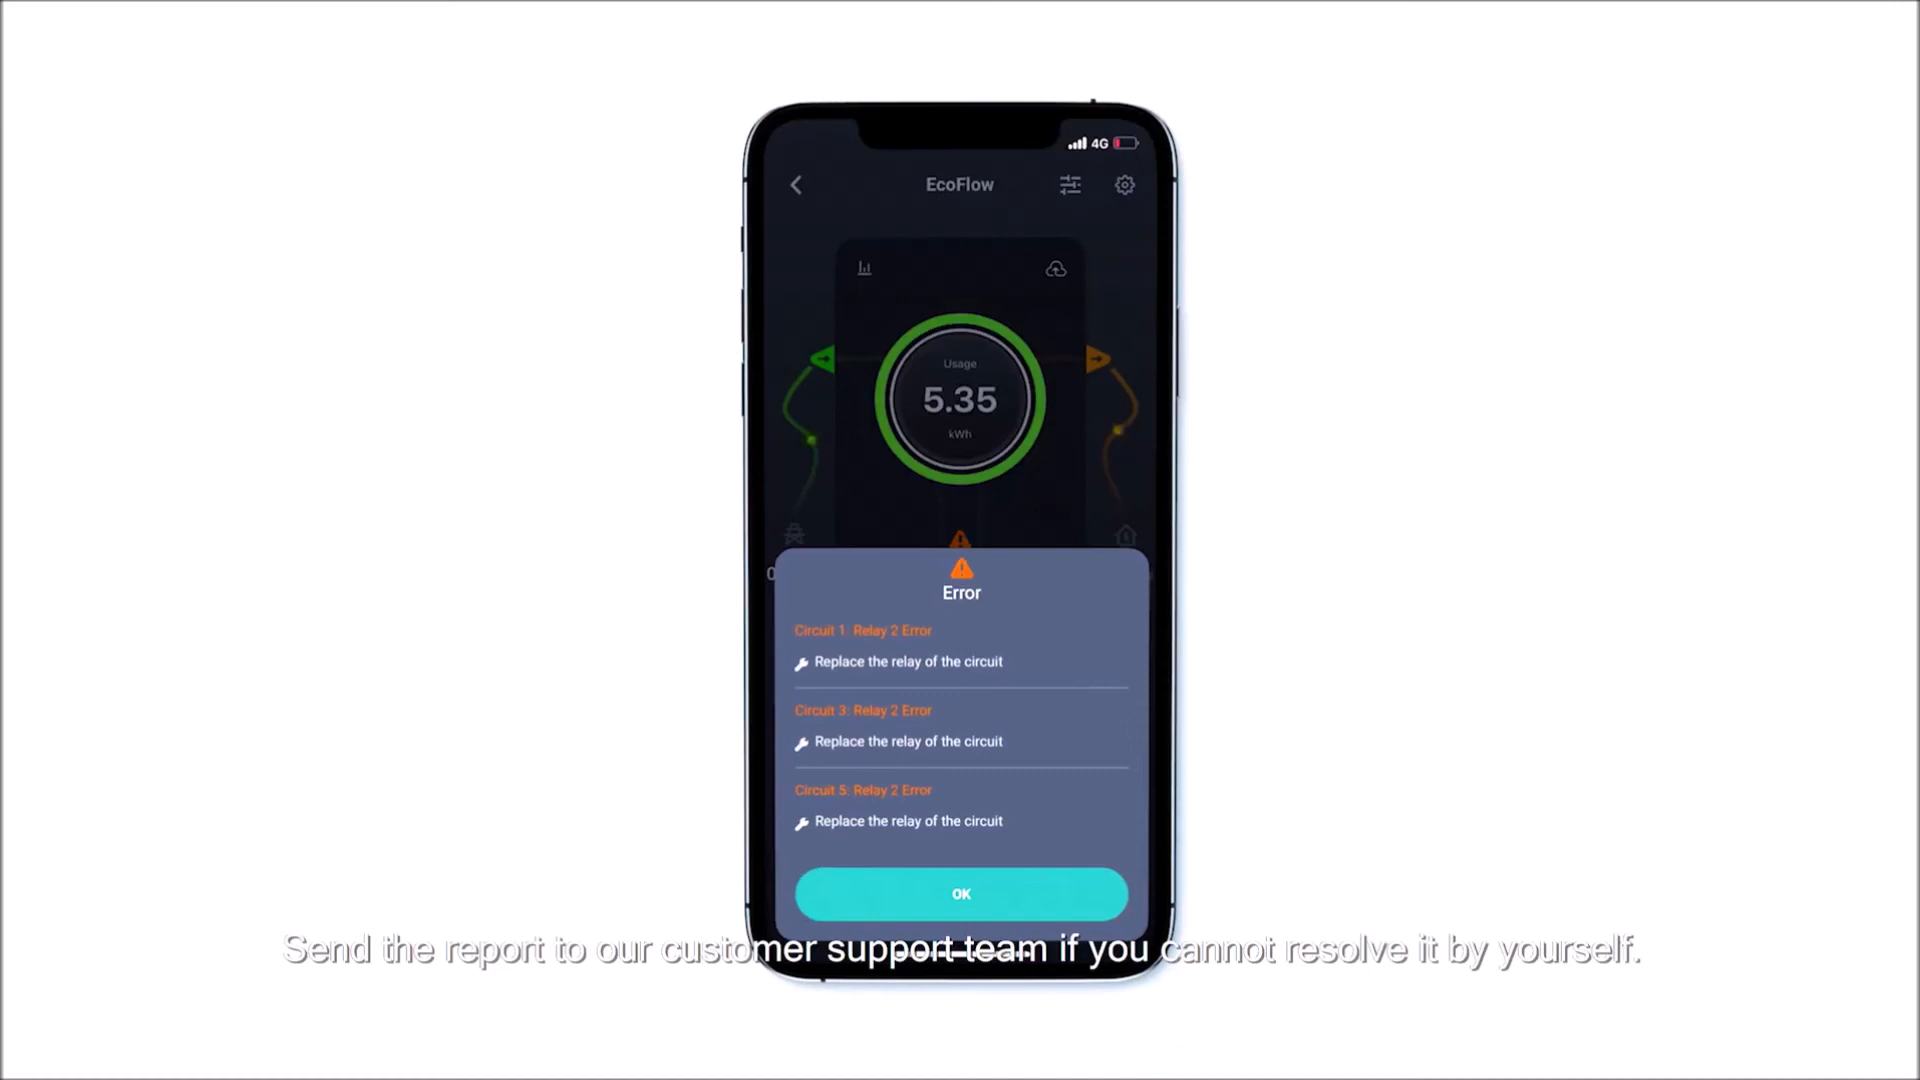 4G
EcoFlow
Usage
5.35
kWh
0
Error
Circuit 1: Relay 2 Error
Replace the relay of the circuit
Circuit 3: Relay 2 Error
Replace the relay of the circuit
Circuit 5: Relay 2 Error
Replace the relay of the circuit
OK
Send the report to our customer support team if you cannot resolve it by yourself.